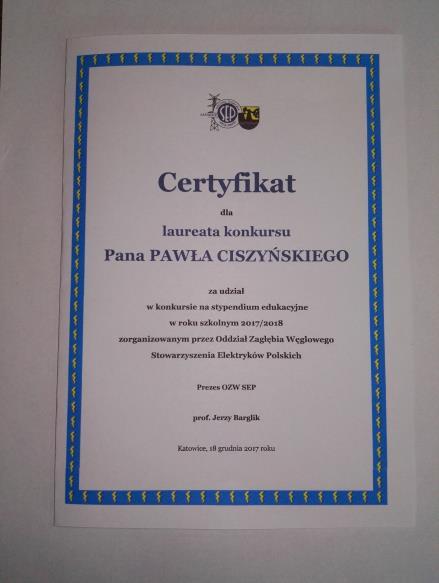 SEP
Certyfikat
dla
laureata konkursu
Pana PAWŁA CISZYŃSKIEGO
za udział
w konkursie na stypendium edukacyjne
w roku szkolnym 2017/2018
zorganizowanym przez Oddział Zagłębia Węglowego
Stowarzyszenia Elektryków Polskich
Prezes OZW SEP
prof. Jerzy Barglik
Katowice, 18 grudnia 2017 roku